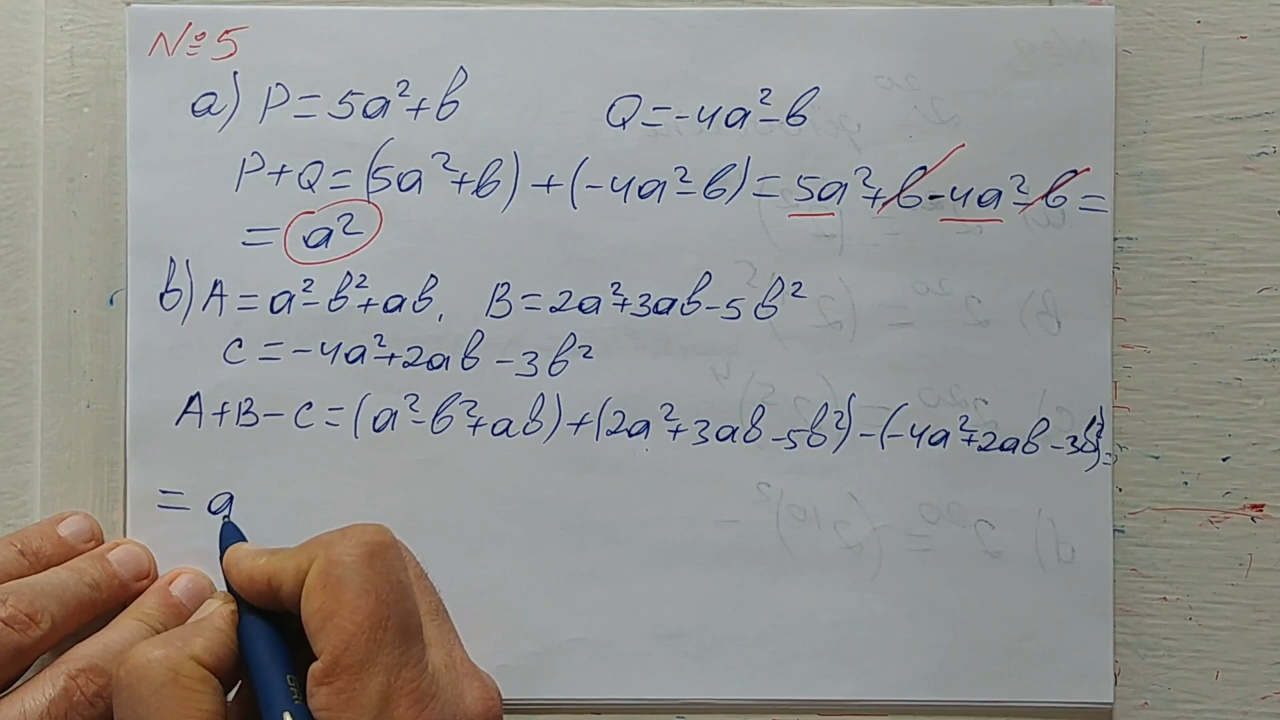 №5
a) P=5a²+b Q=-4a²-b
P+Q=(5a²+b)+(-4a²-b)=5a²+b-4a²-b=
=a²
b) A=a²-b²+ab, B=2a²+3ab-5b²
C=-4a²+2ab-3b²
A+B-C=(a²-b²+ab)+(2a²+3ab-5b²)-(-4a²+2ab-3b²)=
=a